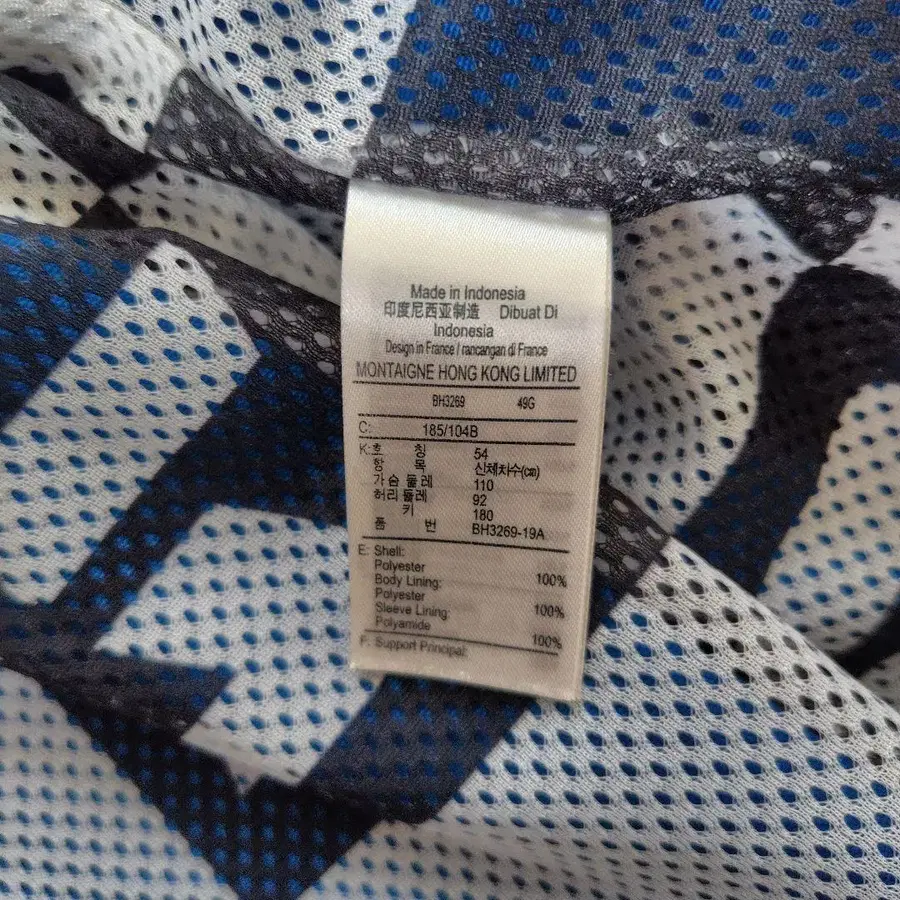 Made in Indonesia
印度尼西亚制造 Dibuat Di
Indonesia
Design in France / rancangan di France
MONTAIGNE HONG KONG LIMITED
BH3269 49G
C: 185/104B
K: 호 칭 54
항 목 신체치수(cm)
가슴둘레 110
허리둘레 92
키 180
품 번 BH3269-19A
E: Shell:
Polyester 100%
Body Lining:
Polyester 100%
Sleeve Lining:
Polyamide 100%
F: Support Principal: